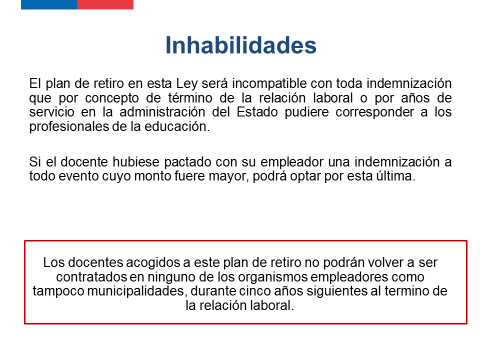 Inhabilidades
El plan de retiro en esta Ley será incompatible con toda indemnización
que por concepto de término de la relación laboral o por años de
servicio en la administración del Estado pudiere corresponder a los
profesionales de la educación.
Si el docente hubiese pactado con su empleador una indemnización a
todo evento cuyo monto fuere mayor, podrá optar por esta última.
Los docentes acogidos a este plan de retiro no podrán volver a ser
contratados en ninguno de los organismos empleadores como
tampoco municipalidades, durante cinco años siguientes al termino de
la relación laboral.